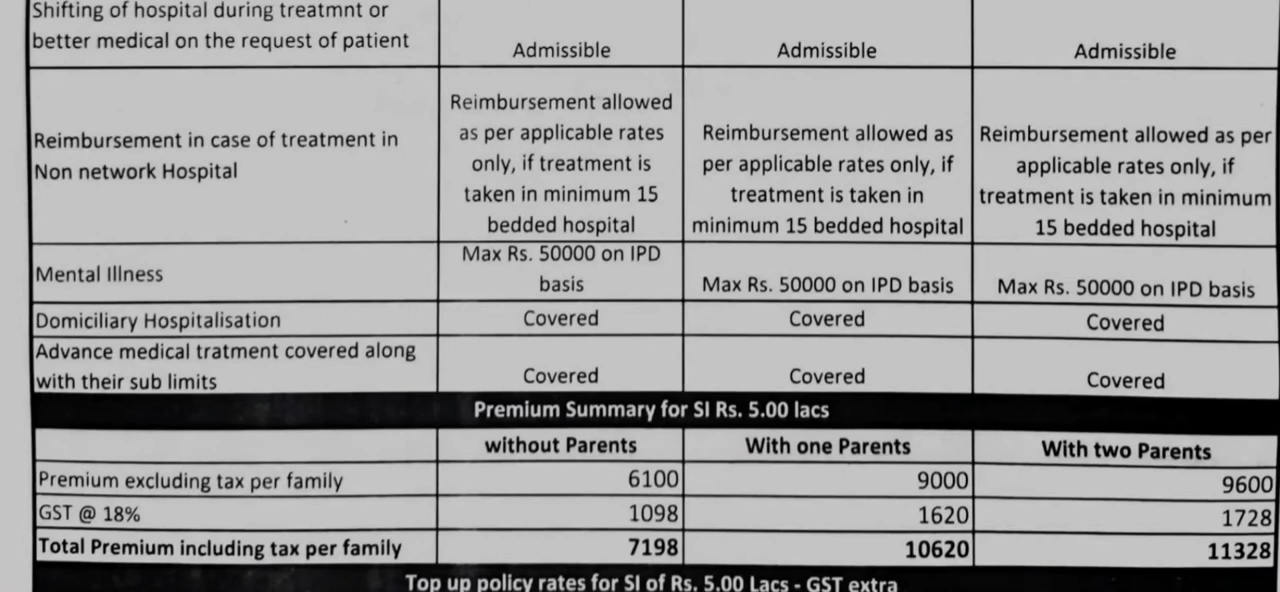 Shifting of hospital during treatmnt or
better medical on the request of patient
Admissible
Admissible
Admissible
Reimbursement in case of treatment in
Non network Hospital
Reimbursement allowed
as per applicable rates
only, if treatment is
taken in minimum 15
bedded hospital
Reimbursement allowed as
per applicable rates only, if
treatment is taken in
minimum 15 bedded hospital
Reimbursement allowed as per
applicable rates only, if
treatment is taken in minimum
15 bedded hospital
Mental Illness
Max Rs. 50000 on IPD
basis
Max Rs. 50000 on IPD basis
Max Rs. 50000 on IPD basis
Domiciliary Hospitalisation
Covered
Covered
Covered
Advance medical tratment covered along
with their sub limits
Covered
Covered
Covered
Premium Summary for SI Rs. 5.00 lacs
without Parents
With one Parents
With two Parents
Premium excluding tax per family
6100
9000
9600
GST @ 18%
1098
1620
1728
Total Premium including tax per family
7198
10620
11328
Top up policy rates for SI of Rs. 5.00 Lacs - GST extra